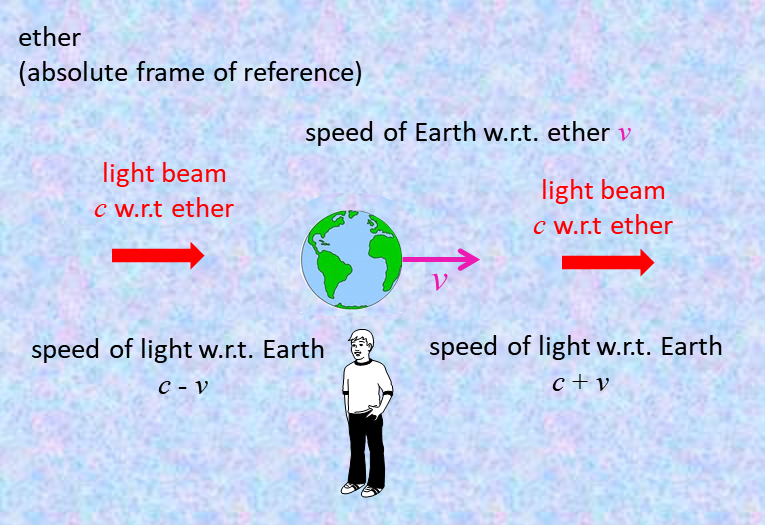 ether
(absolute frame of reference)
speed of Earth w.r.t. ether v
light beam
c w.r.t ether
light beam
c w.r.t ether
v
speed of light w.r.t. Earth
c - v
speed of light w.r.t. Earth
c + v